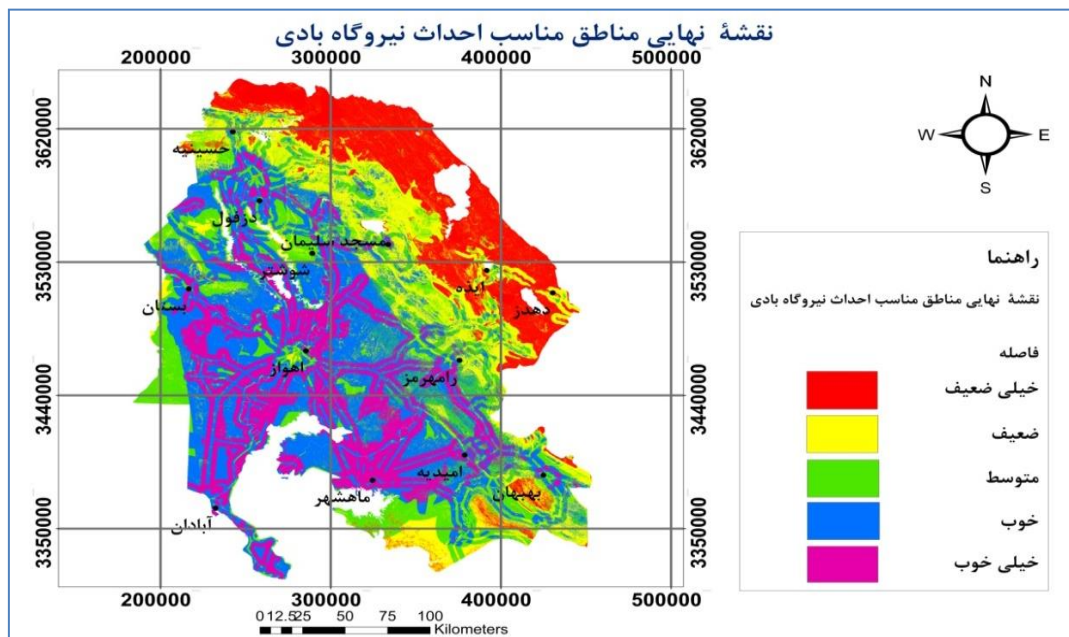 نقشۀ نهایی مناطق مناسب احداث نیروگاه بادی
200000 300000 400000 500000
3620000
3530000
3440000
3350000
3620000
3530000
3440000
3350000
حسینیه
دزفول
مسجد سلیمان
شوشتر
ایذه
دهدز
بستان
اهواز
رامهرمز
امیدیه
بهبهان
ماهشهر
آبادان
200000 300000 400000 500000
0 12.5 25 50 75 100
Kilometers
N
W E
S
راهنما
نقشۀ نهایی مناطق مناسب احداث نیروگاه بادی
فاصله
خیلی ضعیف
ضعیف
متوسط
خوب
خیلی خوب